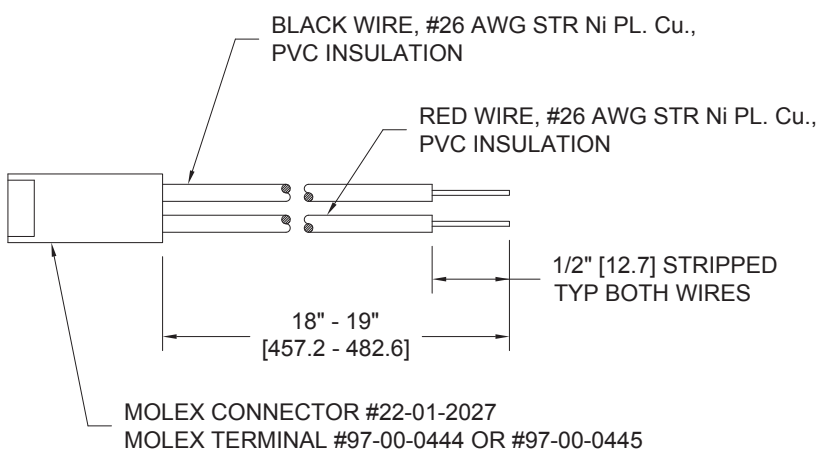 BLACK WIRE, #26 AWG STR Ni PL. Cu.,
PVC INSULATION
RED WIRE, #26 AWG STR Ni PL. Cu.,
PVC INSULATION
1/2" [12.7] STRIPPED
TYP BOTH WIRES
18" - 19"
[457.2 - 482.6]
MOLEX CONNECTOR #22-01-2027
MOLEX TERMINAL #97-00-0444 OR #97-00-0445